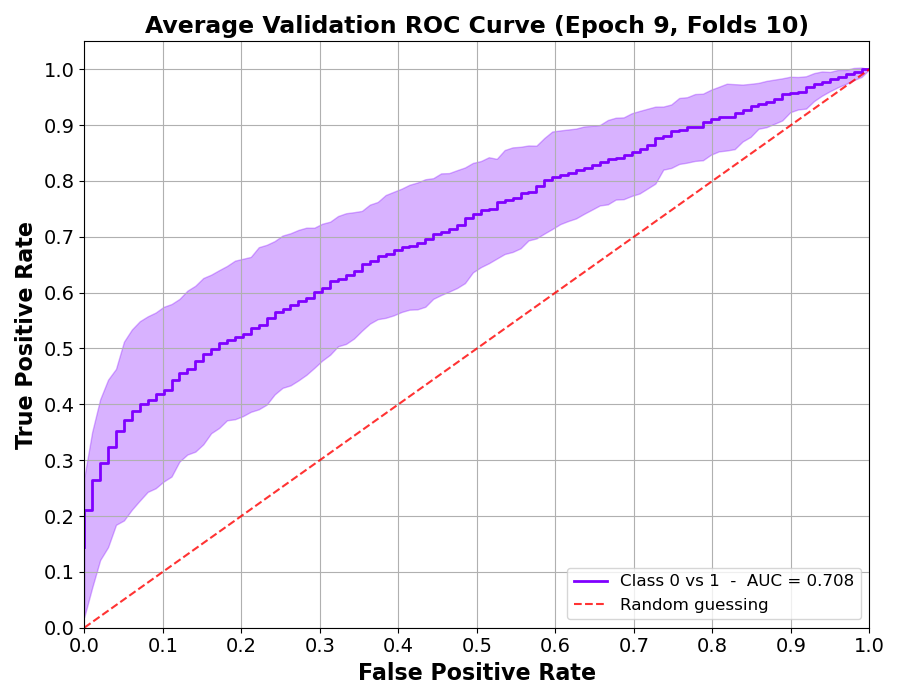 Average Validation ROC Curve (Epoch 9, Folds 10)
True Positive Rate
1.0
0.9
0.8
0.7
0.6
0.5
0.4
0.3
0.2
0.1
0.0
Class 0 vs 1 - AUC = 0.708
Random guessing
0.0 0.1 0.2 0.3 0.4 0.5 0.6 0.7 0.8 0.9 1.0
False Positive Rate